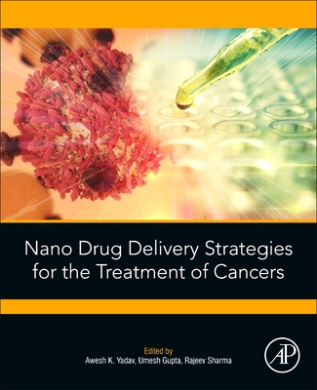 Nano Drug Delivery Strategies
for the Treatment of Cancers
Edited by
Awesh K. Yadav, Umesh Gupta, Rajeev Sharma
AP